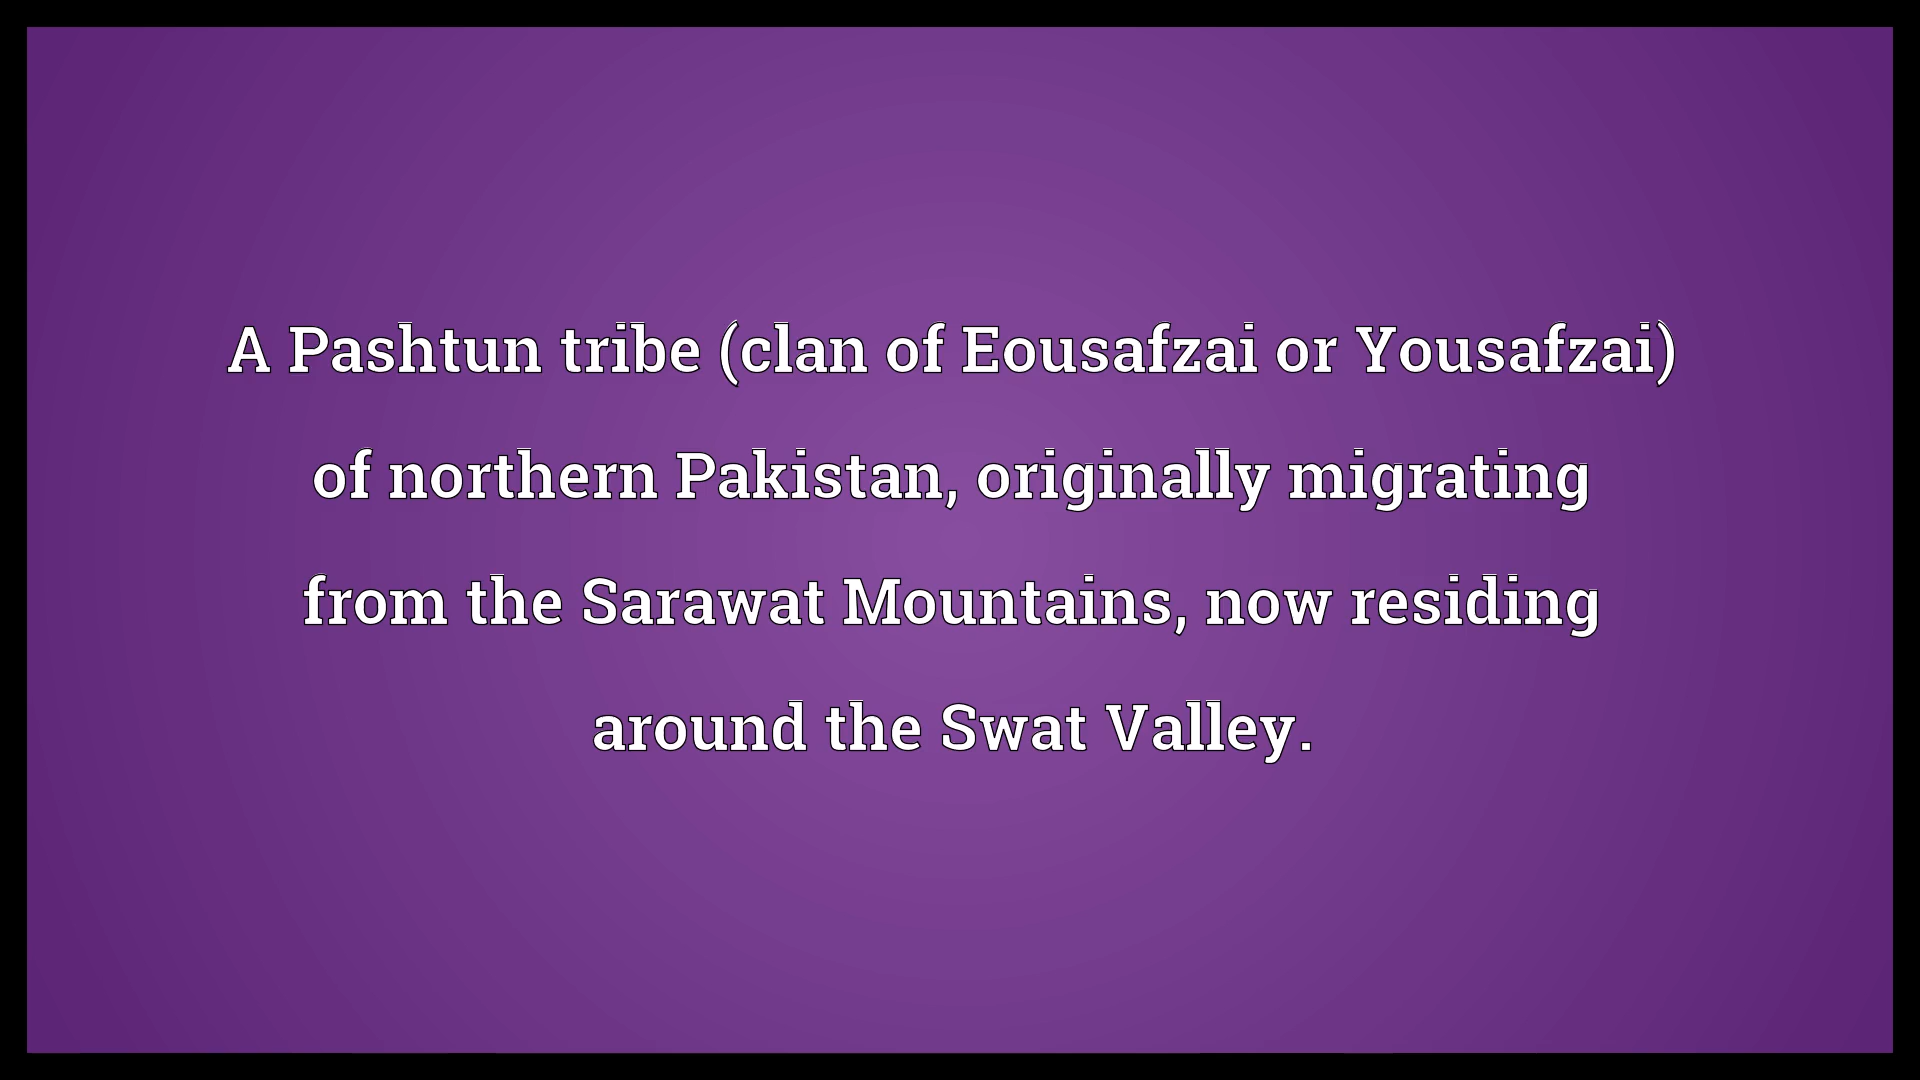 A Pashtun tribe (clan of Eousafzai or Yousafzai)
of northern Pakistan, originally migrating
from the Sarawat Mountains, now residing
around the Swat Valley.